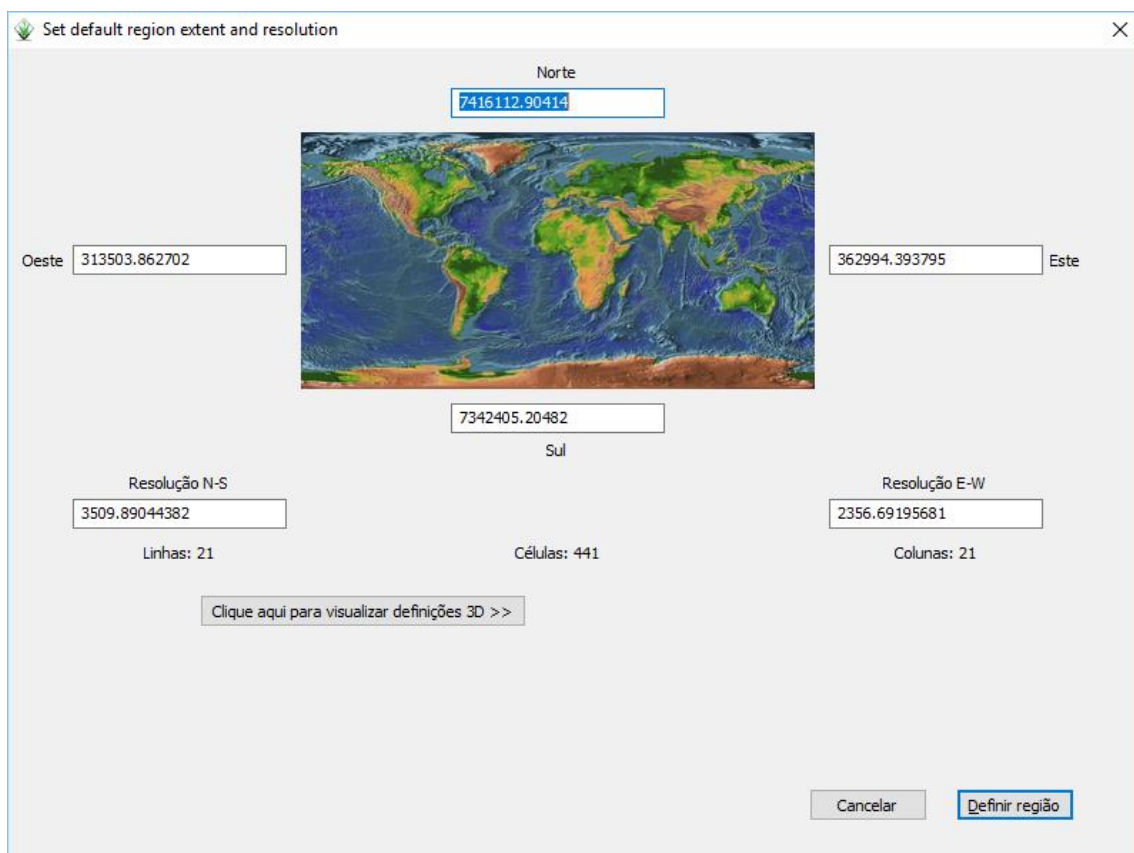 Set default region extent and resolution
Norte
7416112.90414
Oeste 313503.862702 362994.393795 Este
7342405.20482
Sul
Resolução N-S Resolução E-W
3509.89044382 2356.69195681
Linhas: 21 Células: 441 Colunas: 21
Clique aqui para visualizar definições 3D >>
Cancelar Definir região